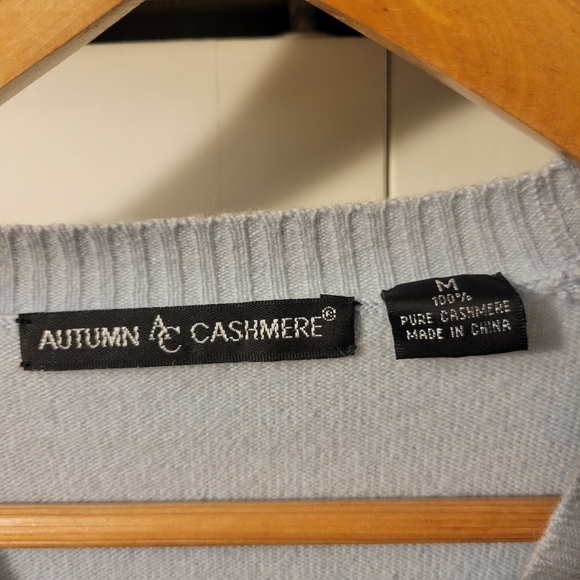 AUTUMN AC CASHMERE©
M
100%
PURE CASHMERE
MADE IN CHINA